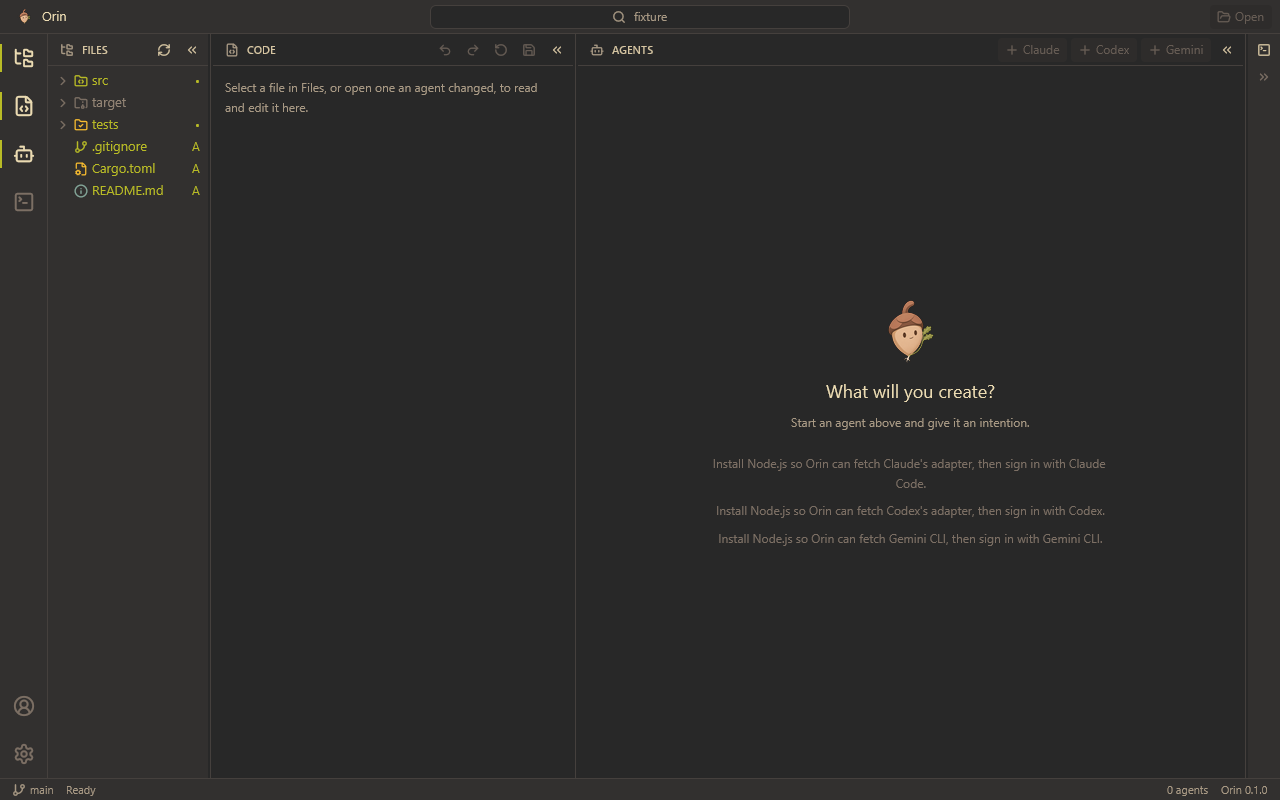 Orin
fixture
Open
FILES
CODE
AGENTS
Claude
Codex
Gemini
src
target
tests
.gitignore A
Cargo.toml A
README.md A
Select a file in Files, or open one an agent changed, to read
and edit it here.
What will you create?
Start an agent above and give it an intention.
Install Node.js so Orin can fetch Claude's adapter, then sign in with Claude
Code.
Install Node.js so Orin can fetch Codex's adapter, then sign in with Codex.
Install Node.js so Orin can fetch Gemini CLI, then sign in with Gemini CLI.
main Ready
0 agents Orin 0.1.0